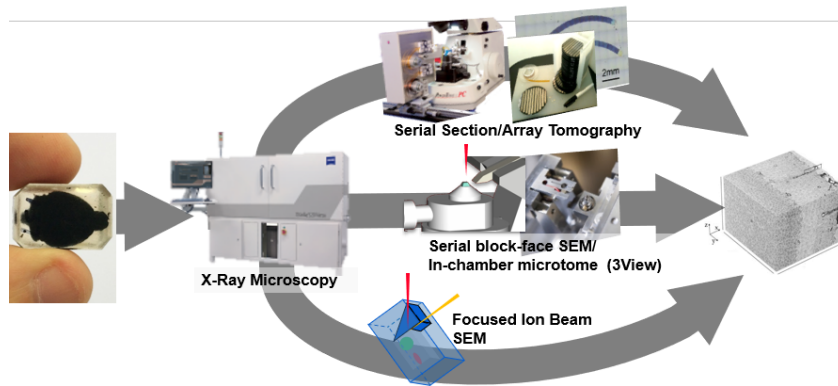 2mm
Serial Section/Array Tomography
X-Ray Microscopy
Serial block-face SEM/
In-chamber microtome (3View)
Focused Ion Beam
SEM